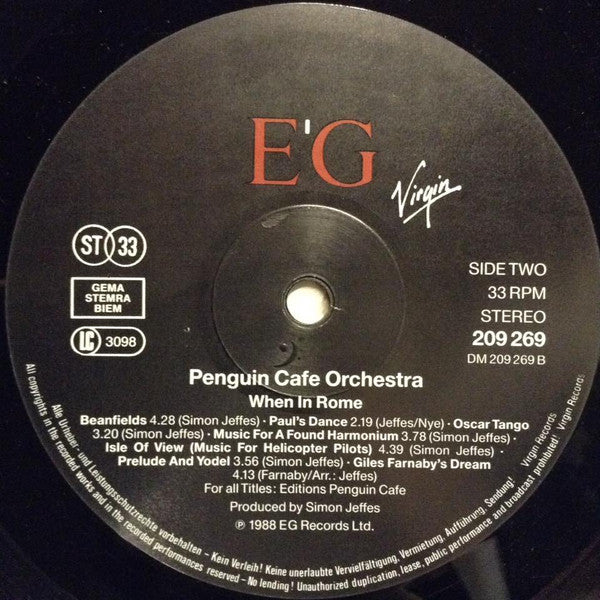 E'G
Virgin
ST 33
GEMA
STEMRA
BIEM
LC 3098
SIDE TWO
33 RPM
STEREO
209 269
DM 209 269 B
Penguin Cafe Orchestra
When In Rome
Beanfields 4.28 (Simon Jeffes) · Paul's Dance 2.19 (Jeffes/Nye) · Oscar Tango
3.20 (Simon Jeffes) · Music For A Found Harmonium 3.78 (Simon Jeffes) ·
Isle Of View (Music For Helicopter Pilots) 4.39 (Simon Jeffes) ·
Prelude And Yodel 3.56 (Simon Jeffes) · Giles Farnaby's Dream
4.13 (Farnaby/Arr.: Jeffes)
For all Titles: Editions Penguin Cafe
Produced by Simon Jeffes
℗ 1988 EG Records Ltd.
Alle Urheber- und Leistungsschutzrechte vorbehalten – Kein Verleih! Keine unerlaubte Vervielfältigung, Vermietung, Aufführung, Sendung! Virgin Records
All copyrights in the recorded works and in the recorded performances reserved – No lending! Unauthorized duplication, lease, public performance and broadcast prohibited! Virgin Records